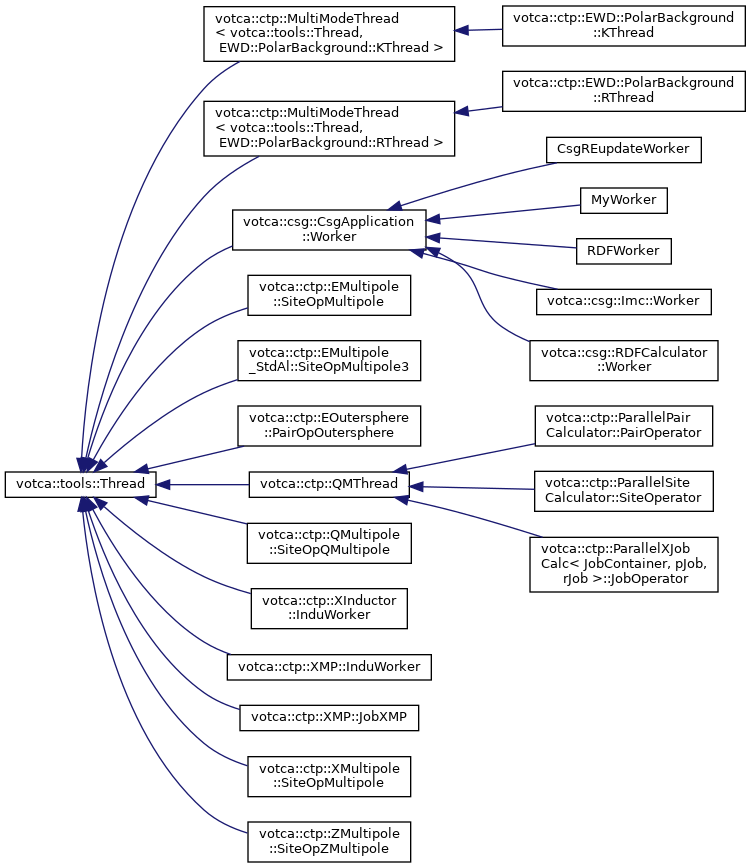 votca::ctp::MultiModeThread
< votca::tools::Thread,
EWD::PolarBackground::KThread >
votca::ctp::EWD::PolarBackground
::KThread
votca::ctp::MultiModeThread
< votca::tools::Thread,
EWD::PolarBackground::RThread >
votca::ctp::EWD::PolarBackground
::RThread
votca::csg::CsgApplication
::Worker
CsgREupdateWorker
MyWorker
RDFWorker
votca::csg::Imc::Worker
votca::csg::RDFCalculator
::Worker
votca::ctp::EMultipole
::SiteOpMultipole
votca::ctp::EMultipole
_StdAl::SiteOpMultipole3
votca::ctp::EOutersphere
::PairOpOutersphere
votca::tools::Thread
votca::ctp::QMThread
votca::ctp::ParallelPair
Calculator::PairOperator
votca::ctp::ParallelSite
Calculator::SiteOperator
votca::ctp::ParallelXJob
Calc< JobContainer, pJob,
rJob >::JobOperator
votca::ctp::QMultipole
::SiteOpQMultipole
votca::ctp::XInductor
::InduWorker
votca::ctp::XMP::InduWorker
votca::ctp::XMP::JobXMP
votca::ctp::XMultipole
::SiteOpMultipole
votca::ctp::ZMultipole
::SiteOpZMultipole